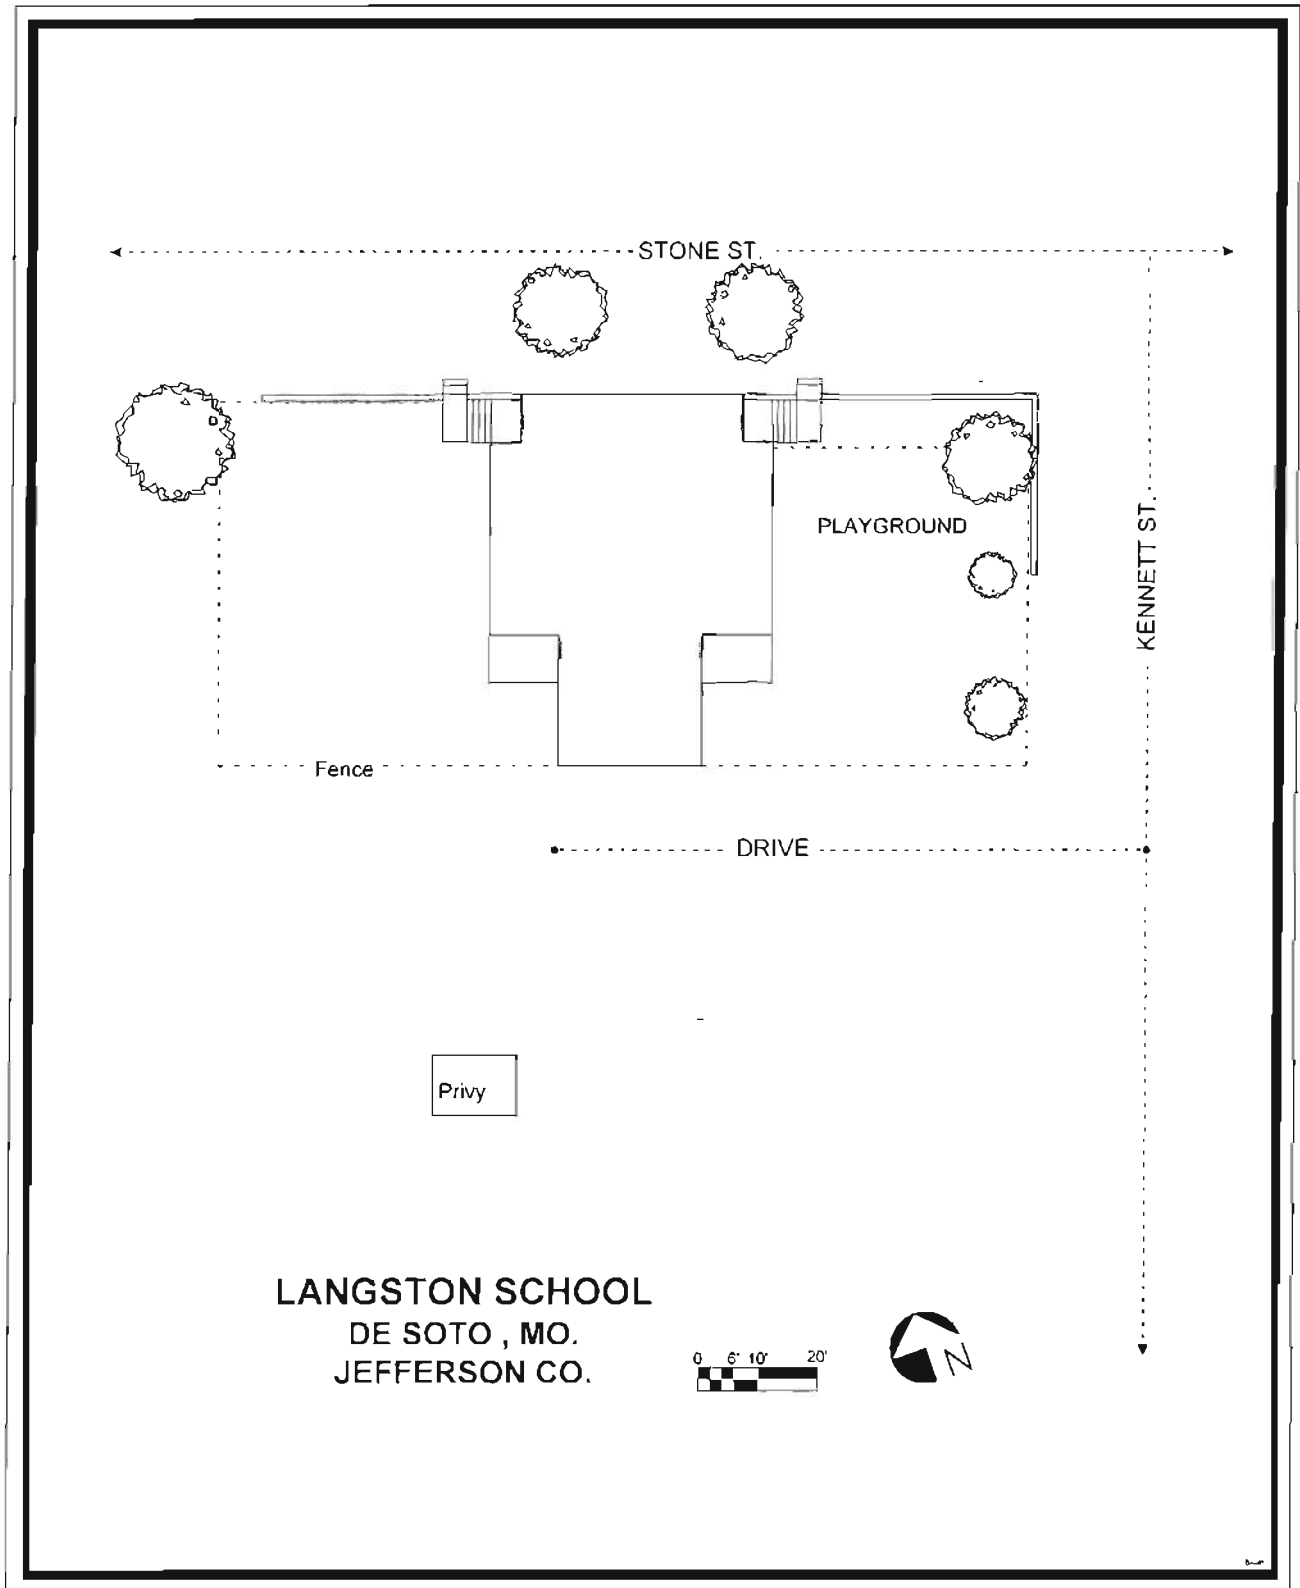 STONE ST.
PLAYGROUND
KENNETT ST.
Fence
DRIVE
Privy
LANGSTON SCHOOL
DE SOTO , MO.
JEFFERSON CO.
0 6' 10' 20'
N